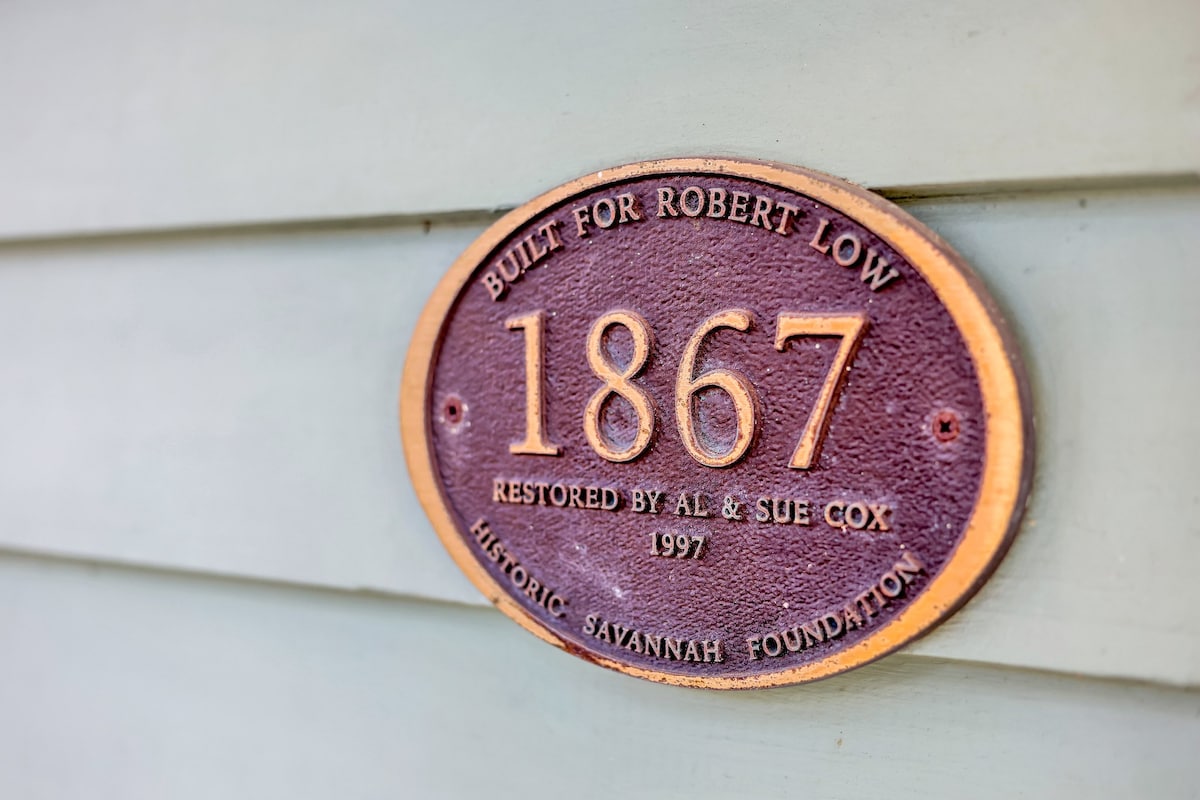 BUILT FOR ROBERT LOW
1867
RESTORED BY AL & SUE COX
1997
HISTORIC SAVANNAH FOUNDATION